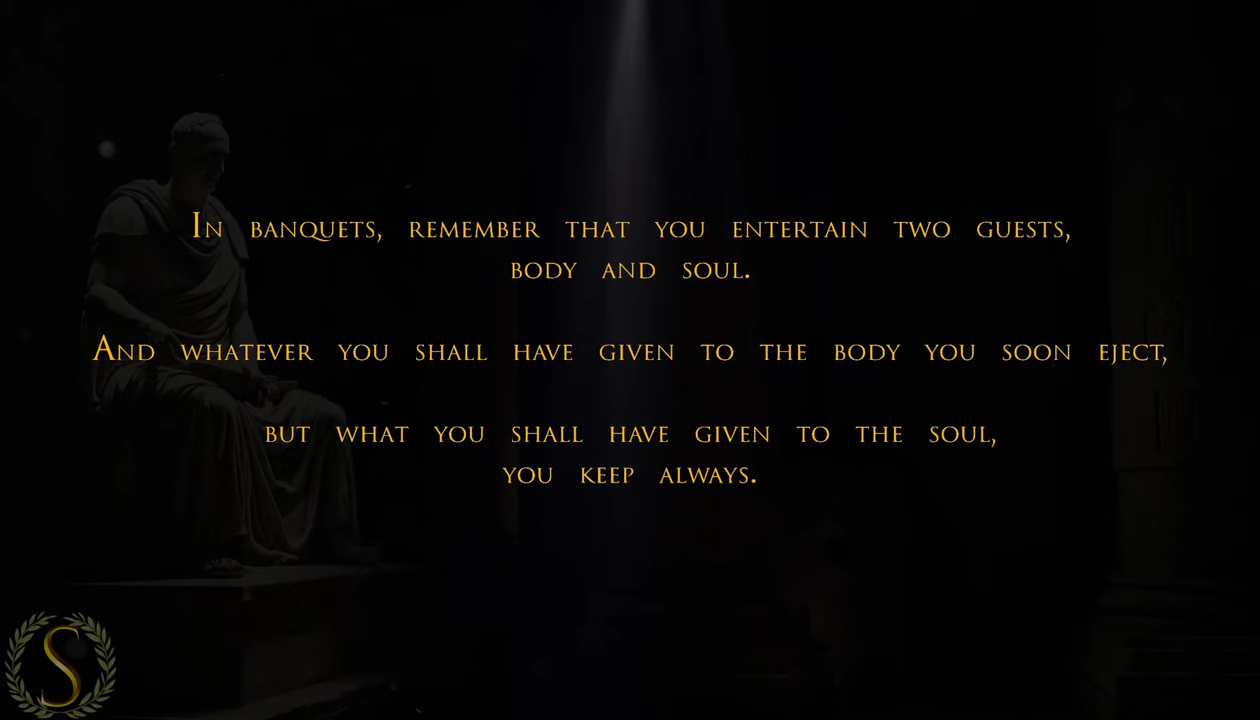 In banquets, remember that you entertain two guests,
body and soul.
And whatever you shall have given to the body you soon eject,
but what you shall have given to the soul,
you keep always.
S